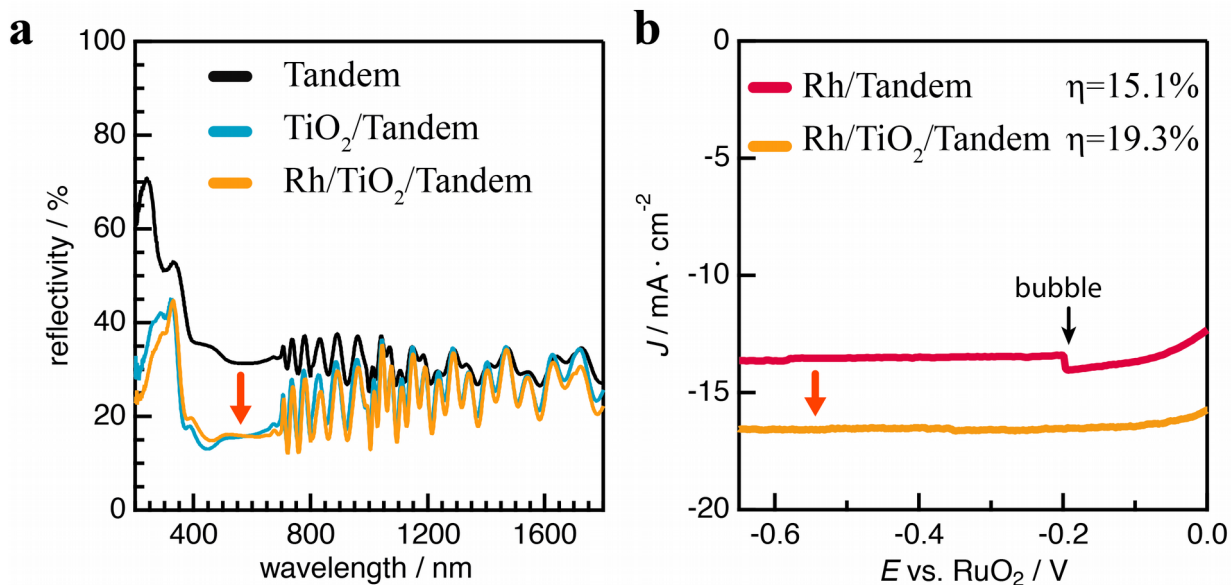 a
100
80
60
40
20
0
reflectivity / %
Tandem
TiO₂/Tandem
Rh/TiO₂/Tandem
400
800
1200
1600
wavelength / nm
b
0
-5
-10
-14
-16
-20
J / mA · cm⁻²
Rh/Tandem η=15.1%
Rh/TiO₂/Tandem η=19.3%
bubble
-0.6
-0.4
-0.2
0.0
E vs. RuO₂ / V